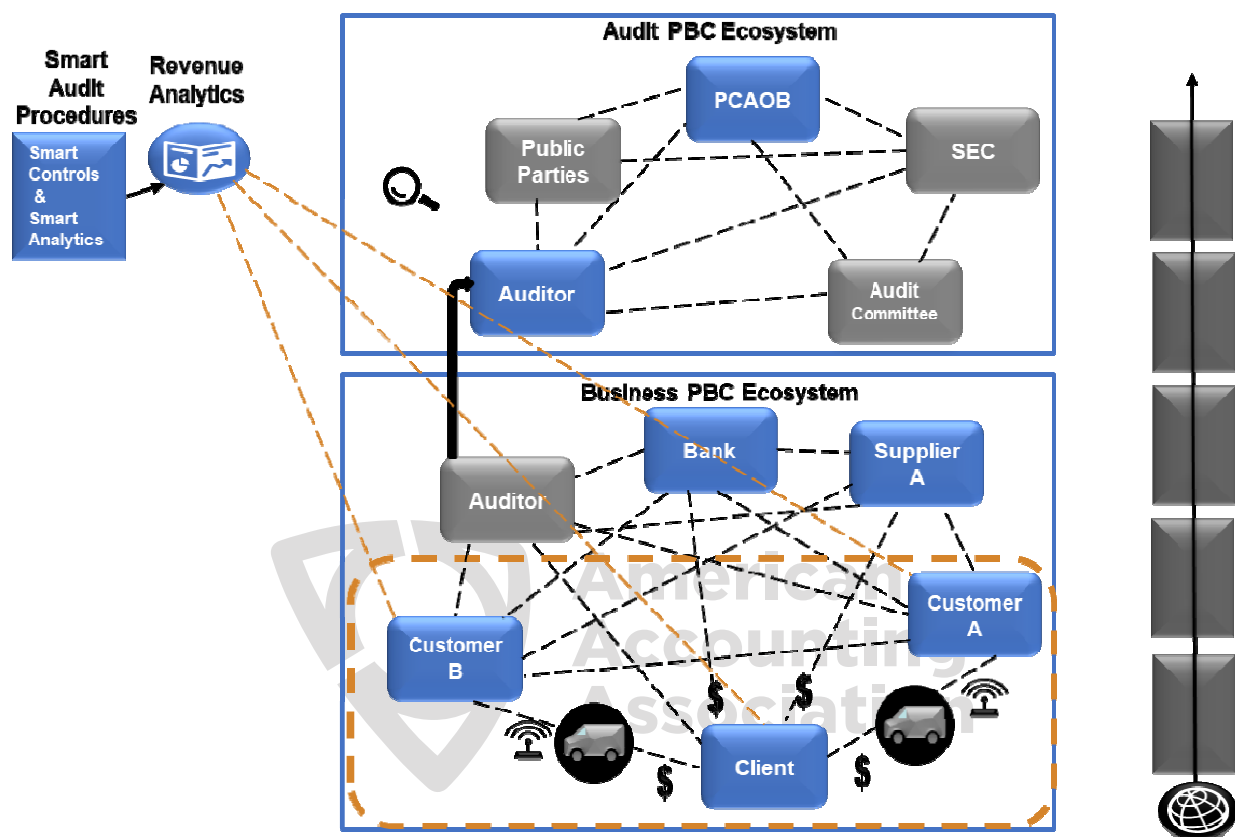 Smart
Audit
Procedures
Revenue
Analytics
Smart
Controls
&
Smart
Analytics
Audit PBC Ecosystem
PCAOB
Public
Parties
SEC
Auditor
Audit
Committee
Business PBC Ecosystem
Bank
Supplier
A
Auditor
American
Accounting
Association
Customer
A
Customer
B
$
$
Client
$
$